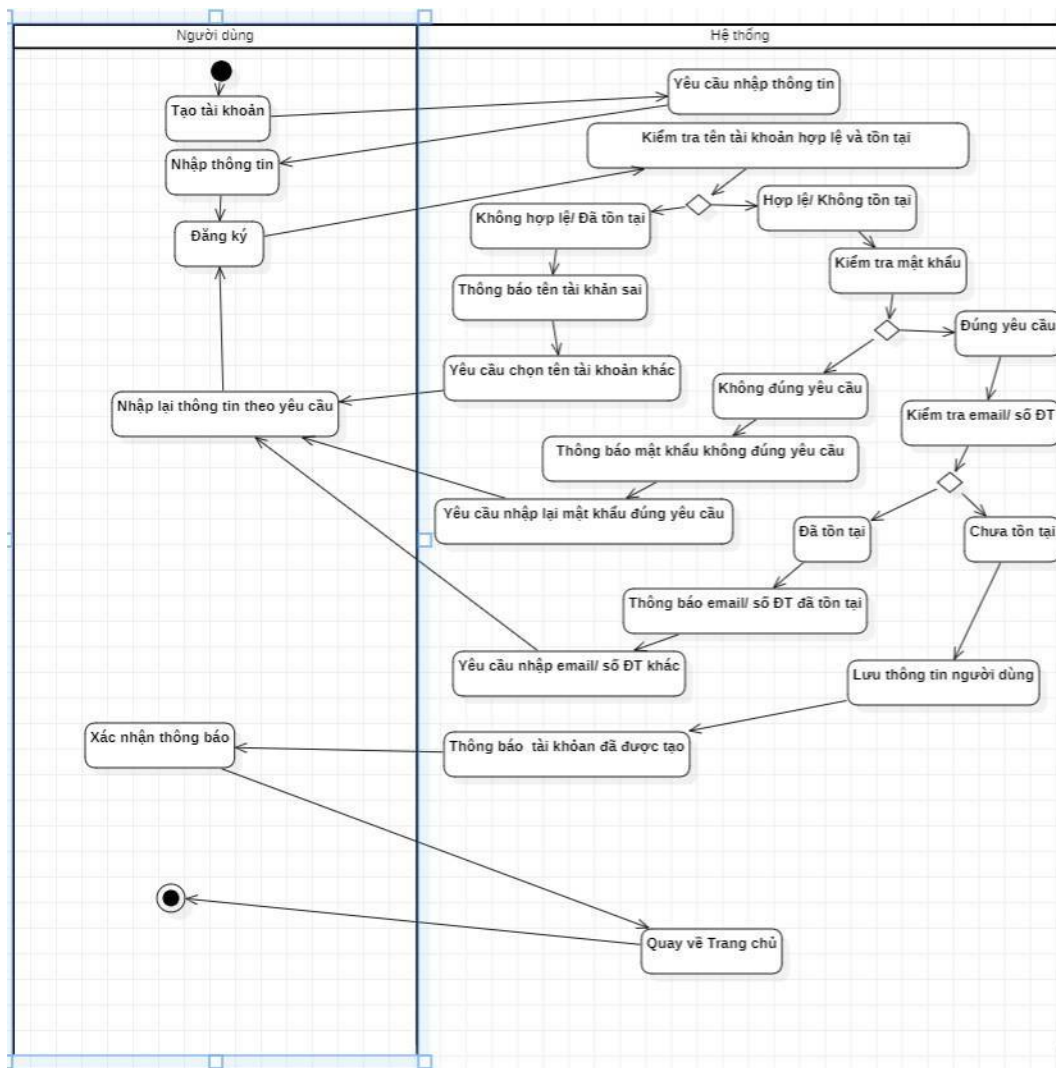 Người dùng
Hệ thống
Tạo tài khoản
Yêu cầu nhập thông tin
Kiểm tra tên tài khoản hợp lệ và tồn tại
Nhập thông tin
Không hợp lệ/ Đã tồn tại
Hợp lệ/ Không tồn tại
Đăng ký
Kiểm tra mật khẩu
Thông báo tên tài khản sai
Đúng yêu cầu
Yêu cầu chọn tên tài khoản khác
Không đúng yêu cầu
Nhập lại thông tin theo yêu cầu
Kiểm tra email/ số ĐT
Thông báo mật khẩu không đúng yêu cầu
Yêu cầu nhập lại mật khẩu đúng yêu cầu
Đã tồn tại
Chưa tồn tại
Thông báo email/ số ĐT đã tồn tại
Yêu cầu nhập email/ số ĐT khác
Lưu thông tin người dùng
Xác nhận thông báo
Thông báo  tài khỏan đã được tạo
Quay về Trang chủ